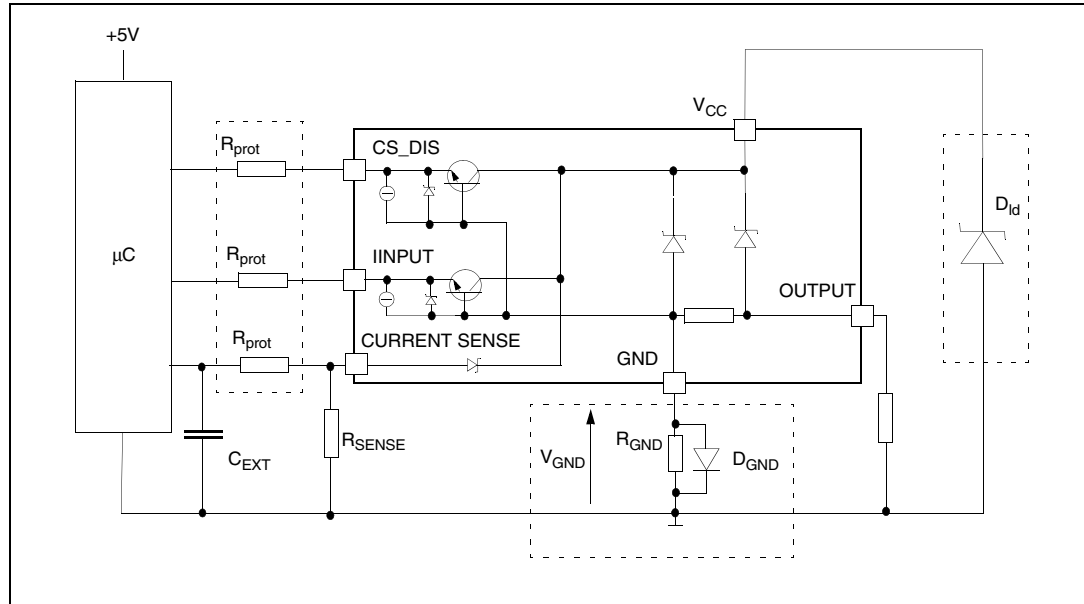 +5V
VCC
Rprot
CS_DIS
Dld
μC
Rprot
IINPUT
OUTPUT
Rprot
CURRENT SENSE
GND
CEXT
RSENSE
VGND
RGND
DGND